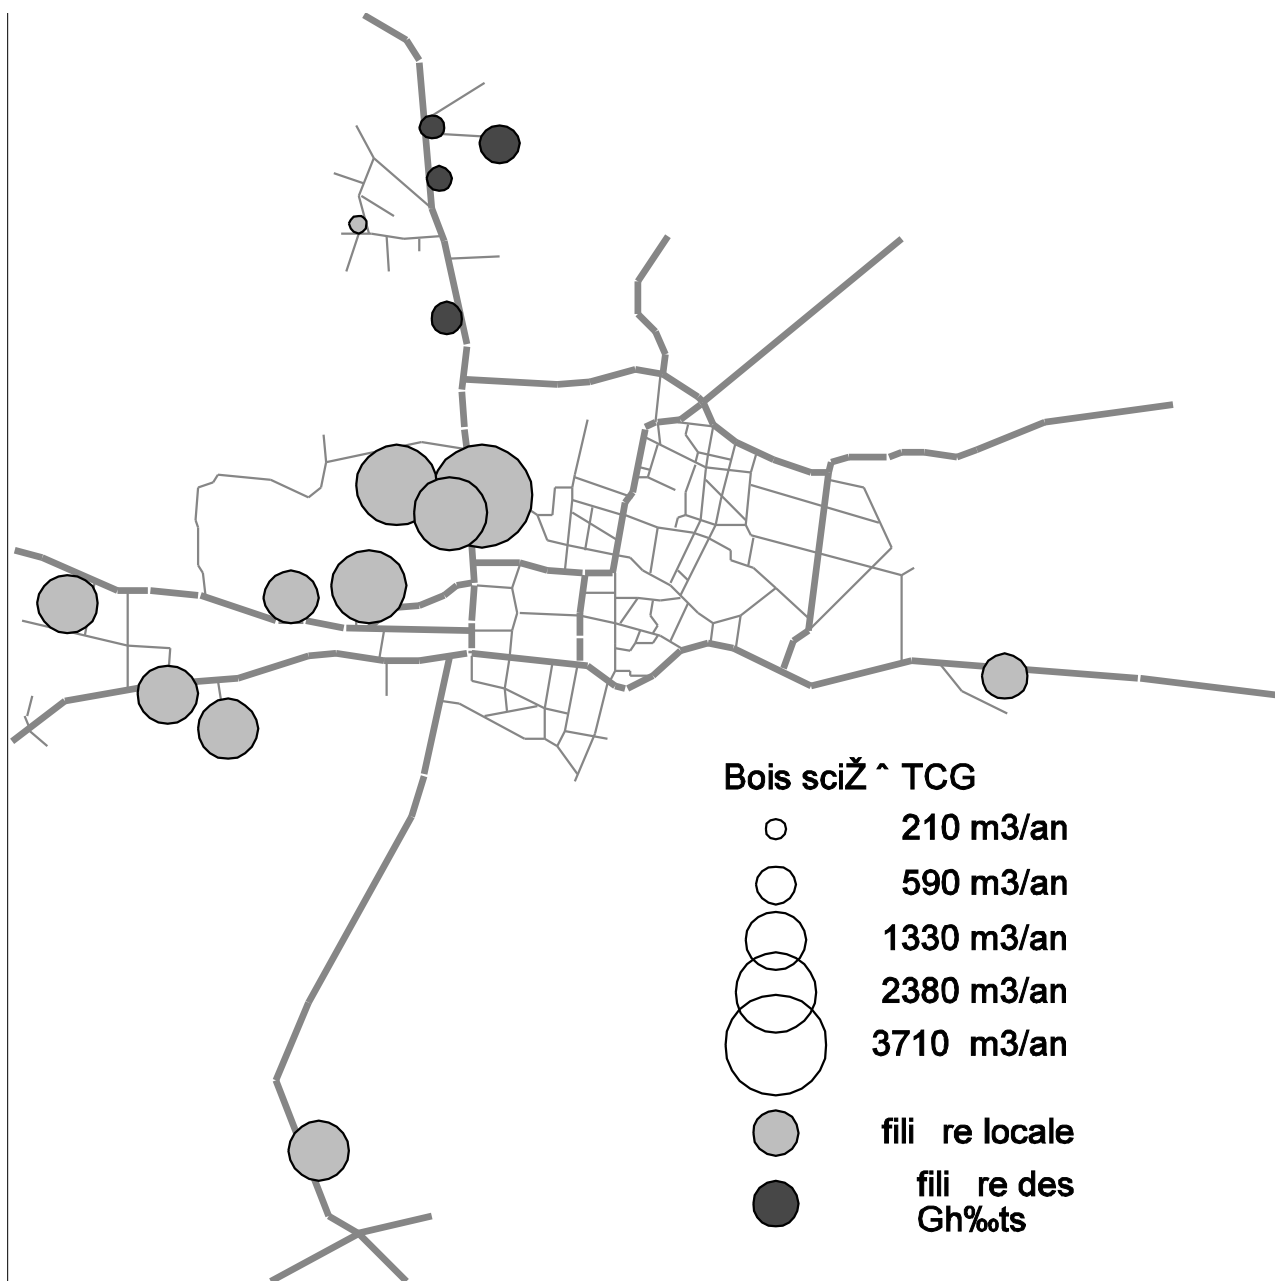 Bois sciŽ ˆ TCG
210 m3/an
590 m3/an
1330 m3/an
2380 m3/an
3710 m3/an
fili re locale
fili re des
Gh‰ts